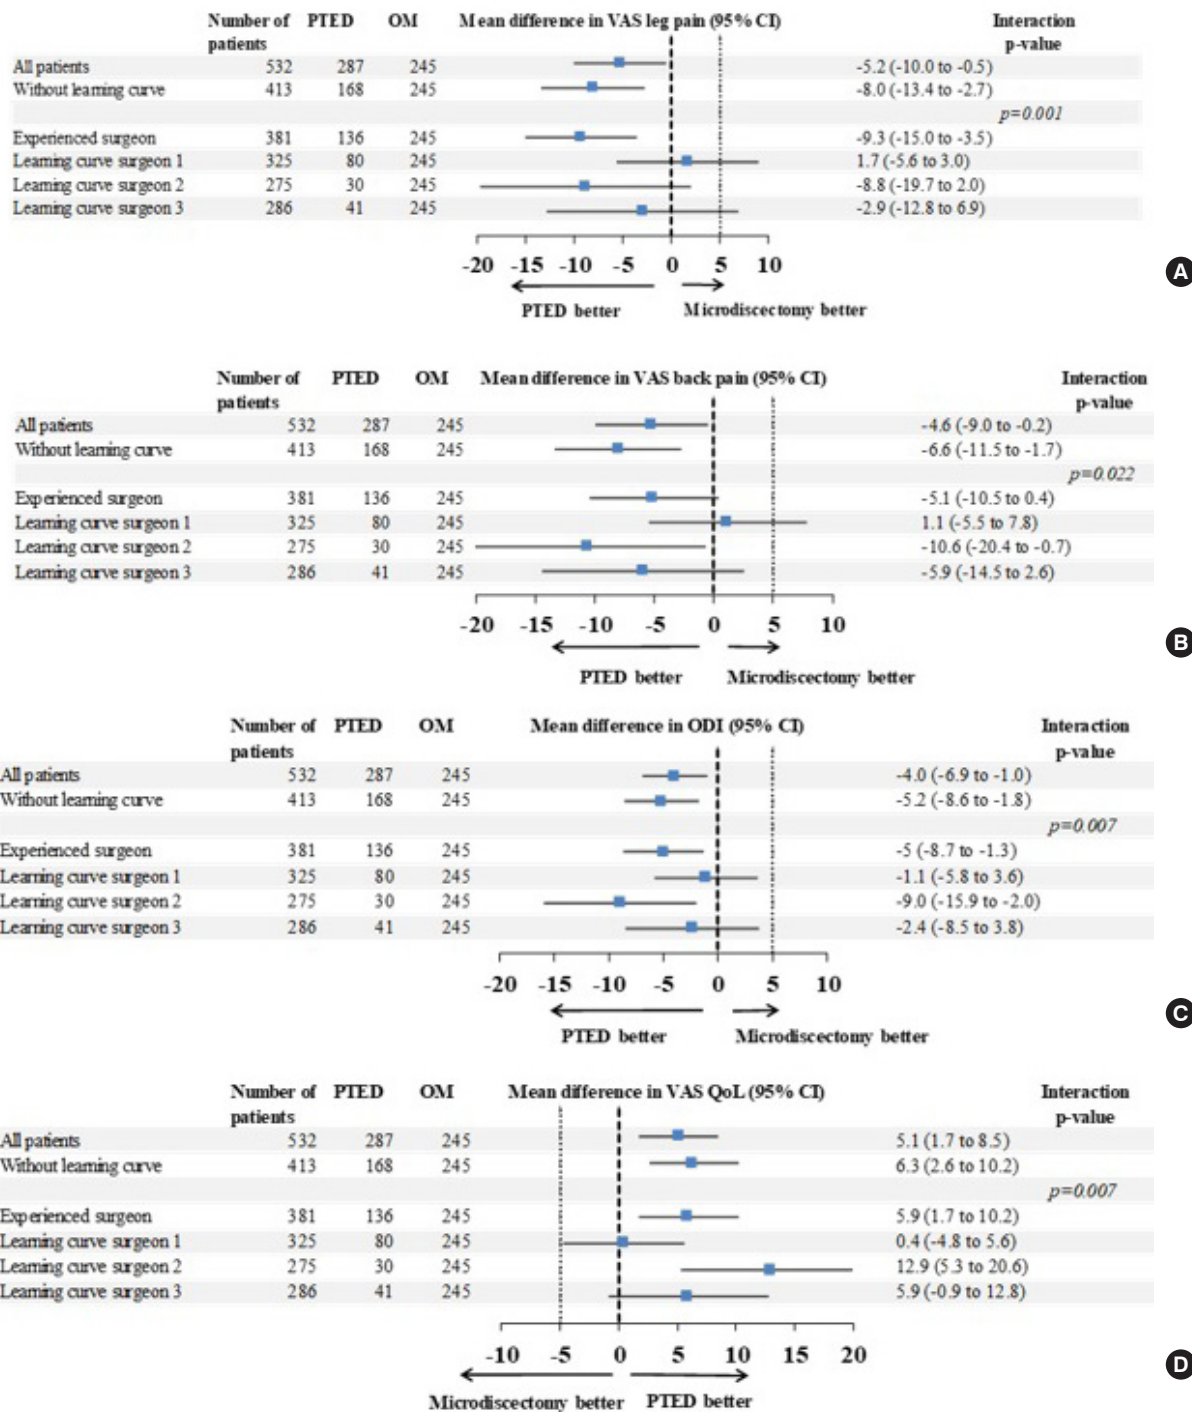 Number of PTED OM Mean difference in VAS leg pain (95% CI) Interaction
patients p-value
All patients 532 287 245 -5.2 (-10.0 to -0.5)
Without learning curve 413 168 245 -8.0 (-13.4 to -2.7)
p=0.001
Experienced surgeon 381 136 245 -9.3 (-15.0 to -3.5)
Learning curve surgeon 1 325 80 245 1.7 (-5.6 to 3.0)
Learning curve surgeon 2 275 30 245 -8.8 (-19.7 to 2.0)
Learning curve surgeon 3 286 41 245 -2.9 (-12.8 to 6.9)
-20 -15 -10 -5 0 5 10
A
PTED better Microdiscectomy better
Number of PTED OM Mean difference in VAS back pain (95% CI) Interaction
patients p-value
All patients 532 287 245 -4.6 (-9.0 to -0.2)
Without learning curve 413 168 245 -6.6 (-11.5 to -1.7)
p=0.022
Experienced surgeon 381 136 245 -5.1 (-10.5 to 0.4)
Learning curve surgeon 1 325 80 245 1.1 (-5.5 to 7.8)
Learning curve surgeon 2 275 30 245 -10.6 (-20.4 to -0.7)
Learning curve surgeon 3 286 41 245 -5.9 (-14.5 to 2.6)
-20 -15 -10 -5 0 5 10
B
PTED better Microdiscectomy better
Number of PTED OM Mean difference in ODI (95% CI) Interaction
patients p-value
All patients 532 287 245 -4.0 (-6.9 to -1.0)
Without learning curve 413 168 245 -5.2 (-8.6 to -1.8)
p=0.007
Experienced surgeon 381 136 245 -5 (-8.7 to -1.3)
Learning curve surgeon 1 325 80 245 -1.1 (-5.8 to 3.6)
Learning curve surgeon 2 275 30 245 -9.0 (-15.9 to -2.0)
Learning curve surgeon 3 286 41 245 -2.4 (-8.5 to 3.8)
-20 -15 -10 -5 0 5 10
C
PTED better Microdiscectomy better
Number of PTED OM Mean difference in VAS QoL (95% CI) Interaction
patients p-value
All patients 532 287 245 5.1 (1.7 to 8.5)
Without learning curve 413 168 245 6.3 (2.6 to 10.2)
p=0.007
Experienced surgeon 381 136 245 5.9 (1.7 to 10.2)
Learning curve surgeon 1 325 80 245 0.4 (-4.8 to 5.6)
Learning curve surgeon 2 275 30 245 12.9 (5.3 to 20.6)
Learning curve surgeon 3 286 41 245 5.9 (-0.9 to 12.8)
-10 -5 0 5 10 15 20
D
Microdiscectomy better PTED better